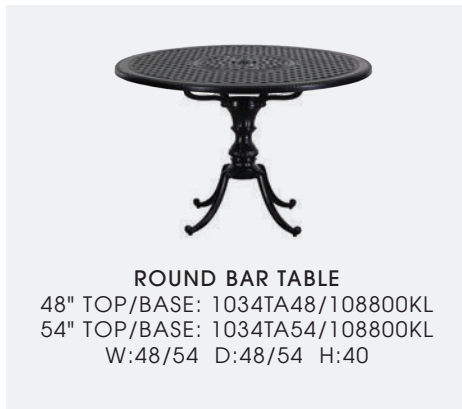 ROUND BAR TABLE
48" TOP/BASE: 1034TA48/108800KL
54" TOP/BASE: 1034TA54/108800KL
W:48/54 D:48/54 H:40